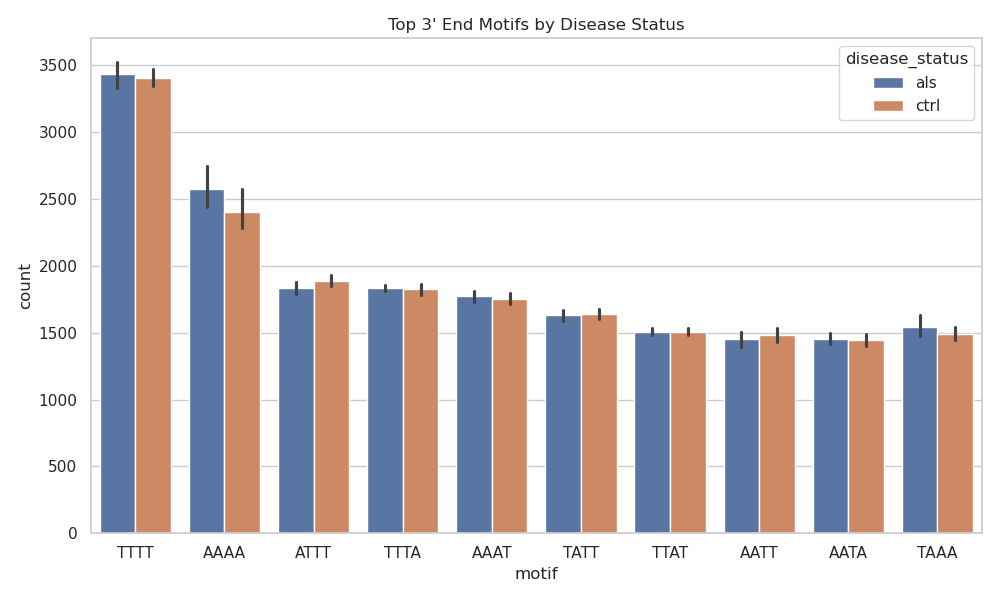 Top 3' End Motifs by Disease Status
disease_status
als
ctrl
3500
3000
2500
2000
1500
1000
500
0
count
TTTT AAAA ATTT TTTA AAAT TATT TTAT AATT AATA TAAA
motif